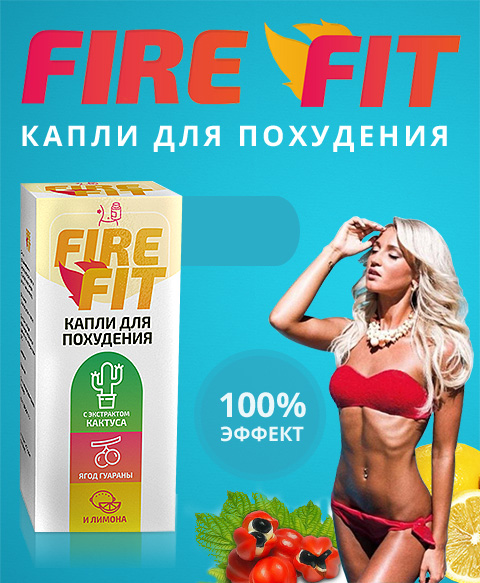 FIRE FIT
КАПЛИ ДЛЯ ПОХУДЕНИЯ
FIRE
FIT
КАПЛИ ДЛЯ
ПОХУДЕНИЯ
С ЭКСТРАКТОМ
КАКТУСА
ЯГОД ГУАРАНЫ
И ЛИМОНА
100%
ЭФФЕКТ